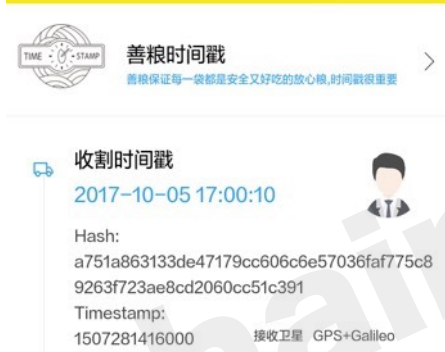 TIME STAMP
善粮时间戳
善粮保证每一袋都是安全又好吃的放心粮,时间戳很重要
收割时间戳
2017-10-05 17:00:10
Hash:
a751a863133de47179cc606c6e57036faf775c8
9263f723ae8cd2060cc51c391
Timestamp:
1507281416000 接收卫星 GPS+Galileo